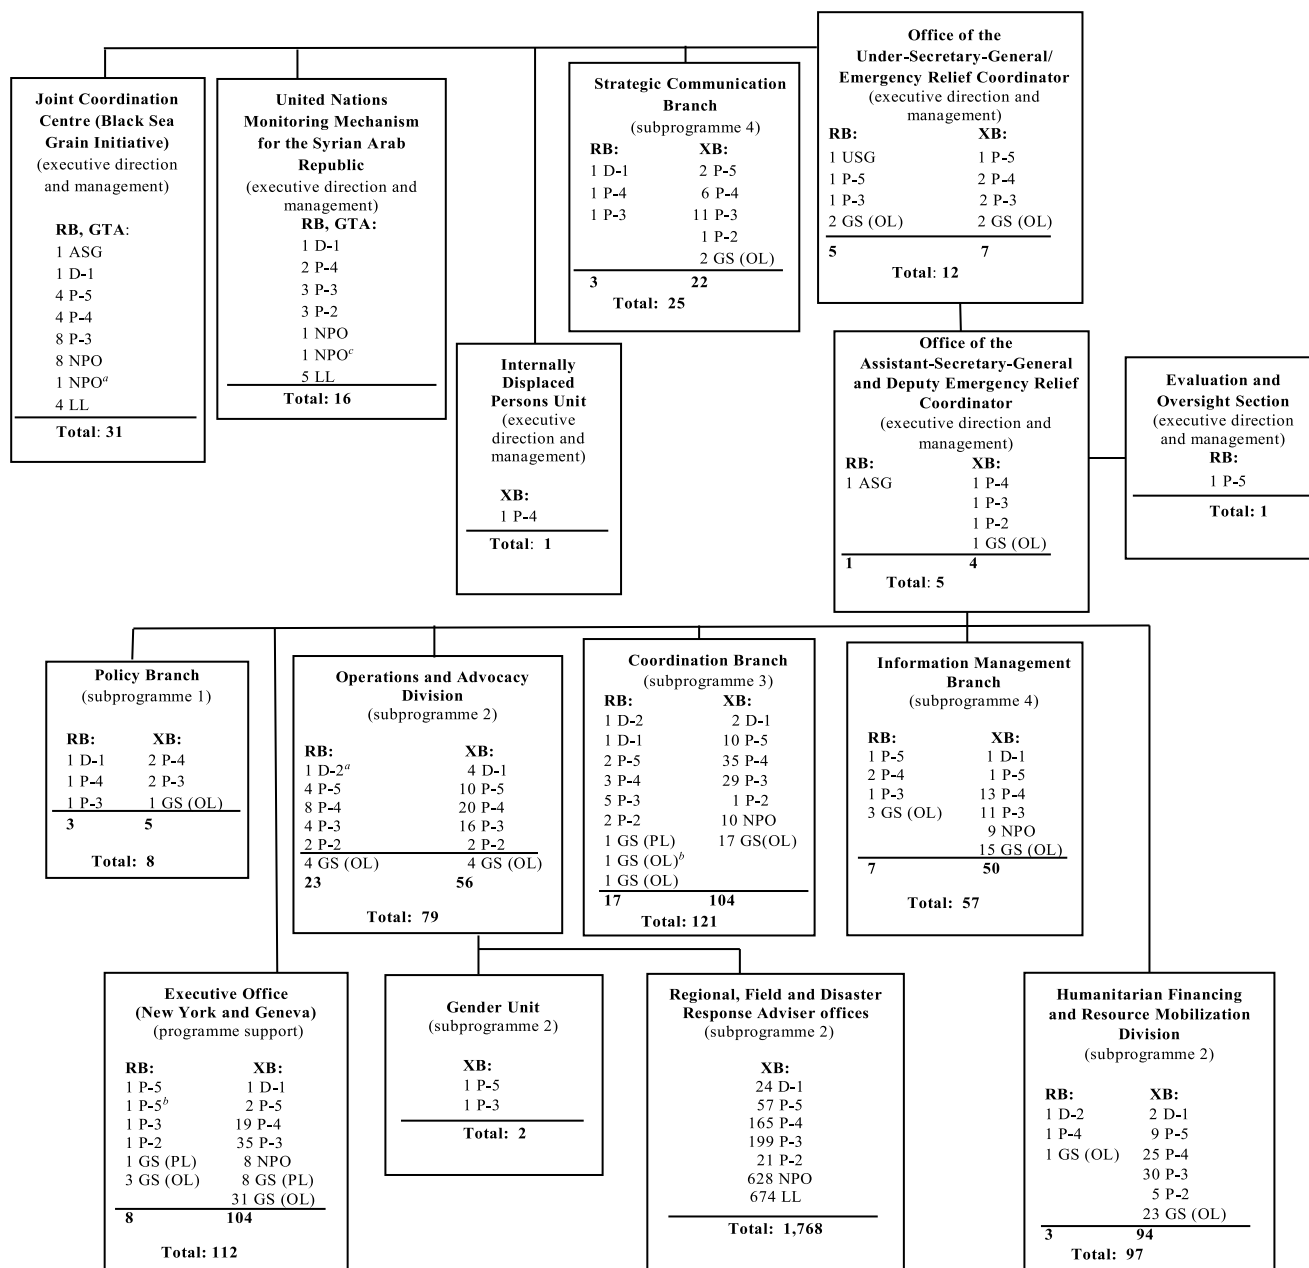 Office of the
Under-Secretary-General/
Emergency Relief Coordinator
(executive direction and
management)
RB: XB:
1 USG 1 P-5
1 P-5 2 P-4
1 P-3 2 P-3
2 GS (OL) 2 GS (OL)
5 7
Total: 12
Joint Coordination
Centre (Black Sea
Grain Initiative)
(executive direction
and management)
RB, GTA:
1 ASG
1 D-1
4 P-5
4 P-4
8 P-3
8 NPO
1 NPOᵃ
4 LL
Total: 31
United Nations
Monitoring Mechanism
for the Syrian Arab
Republic
(executive direction and
management)
RB, GTA:
1 D-1
2 P-4
3 P-3
3 P-2
1 NPO
1 NPOᶜ
5 LL
Total: 16
Internally
Displaced
Persons Unit
(executive
direction and
management)
XB:
1 P-4
Total: 1
Strategic Communication
Branch
(subprogramme 4)
RB: XB:
1 D-1 2 P-5
1 P-4 6 P-4
1 P-3 11 P-3
1 P-2
2 GS (OL)
3 22
Total: 25
Office of the
Assistant-Secretary-General
and Deputy Emergency Relief
Coordinator
(executive direction and
management)
RB: XB:
1 ASG 1 P-4
1 P-3
1 P-2
1 GS (OL)
1 4
Total: 5
Evaluation and
Oversight Section
(executive direction
and management)
RB:
1 P-5
Total: 1
Policy Branch
(subprogramme 1)
RB: XB:
1 D-1 2 P-4
1 P-4 2 P-3
1 P-3 1 GS (OL)
3 5
Total: 8
Operations and Advocacy
Division
(subprogramme 2)
RB: XB:
1 D-2ᵃ 4 D-1
4 P-5 10 P-5
8 P-4 20 P-4
4 P-3 16 P-3
2 P-2 2 P-2
4 GS (OL) 4 GS (OL)
23 56
Total: 79
Coordination Branch
(subprogramme 3)
RB: XB:
1 D-2 2 D-1
1 D-1 10 P-5
2 P-5 35 P-4
3 P-4 29 P-3
5 P-3 1 P-2
2 P-2 10 NPO
1 GS (PL) 17 GS(OL)
1 GS (OL)ᵇ
1 GS (OL)
17 104
Total: 121
Information Management
Branch
(subprogramme 4)
RB: XB:
1 P-5 1 D-1
2 P-4 1 P-5
1 P-3 13 P-4
3 GS (OL) 11 P-3
9 NPO
15 GS (OL)
7 50
Total: 57
Executive Office
(New York and Geneva)
(programme support)
RB: XB:
1 P-5 1 D-1
1 P-5ᵇ 2 P-5
1 P-3 19 P-4
1 P-2 35 P-3
1 GS (PL) 8 NPO
3 GS (OL) 8 GS (PL)
31 GS (OL)
8 104
Total: 112
Gender Unit
(subprogramme 2)
XB:
1 P-5
1 P-3
Total: 2
Regional, Field and Disaster
Response Adviser offices
(subprogramme 2)
XB:
24 D-1
57 P-5
165 P-4
199 P-3
21 P-2
628 NPO
674 LL
Total: 1,768
Humanitarian Financing
and Resource Mobilization
Division
(subprogramme 2)
RB: XB:
1 D-2 2 D-1
1 P-4 9 P-5
1 GS (OL) 25 P-4
30 P-3
5 P-2
23 GS (OL)
3 94
Total: 97